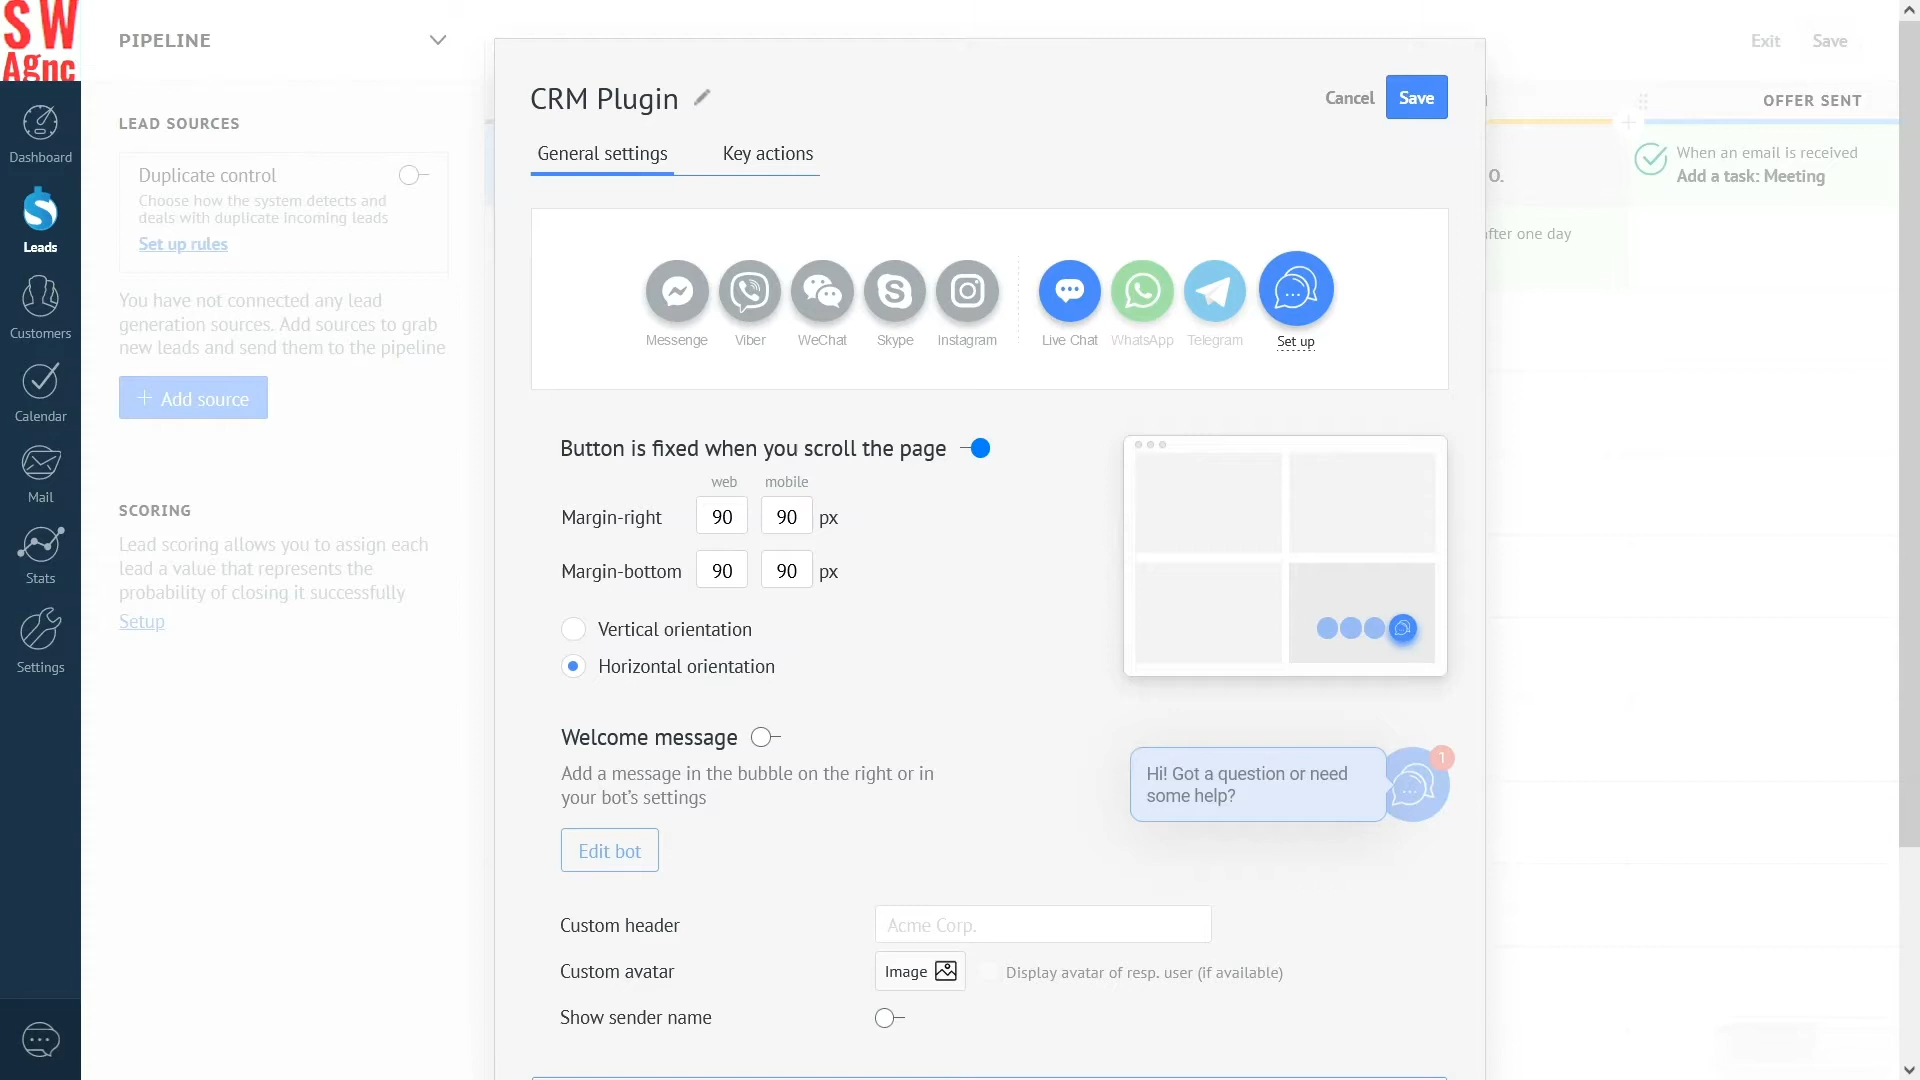 SW
Agnc
PIPELINE
Exit
Save
Dashboard
Leads
Customers
Calendar
Mail
Stats
Settings
LEAD SOURCES
Duplicate control
Choose how the system detects and
deals with duplicate incoming leads
Set up rules
You have not connected any lead
generation sources. Add sources to grab
new leads and send them to the pipeline
+ Add source
SCORING
Lead scoring allows you to assign each
lead a value that represents the
probability of closing it successfully
Setup
CRM Plugin
Cancel
Save
General settings
Key actions
Messenge
Viber
WeChat
Skype
Instagram
Live Chat
WhatsApp
Telegram
Set up
Button is fixed when you scroll the page
web mobile
Margin-right 90 90 px
Margin-bottom 90 90 px
Vertical orientation
Horizontal orientation
Welcome message
Add a message in the bubble on the right or in
your bot's settings
Edit bot
Hi! Got a question or need
some help?
1
Custom header
Acme Corp.
Custom avatar
Image
Display avatar of resp. user (if available)
Show sender name
OFFER SENT
When an email is received
Add a task: Meeting
O.
after one day